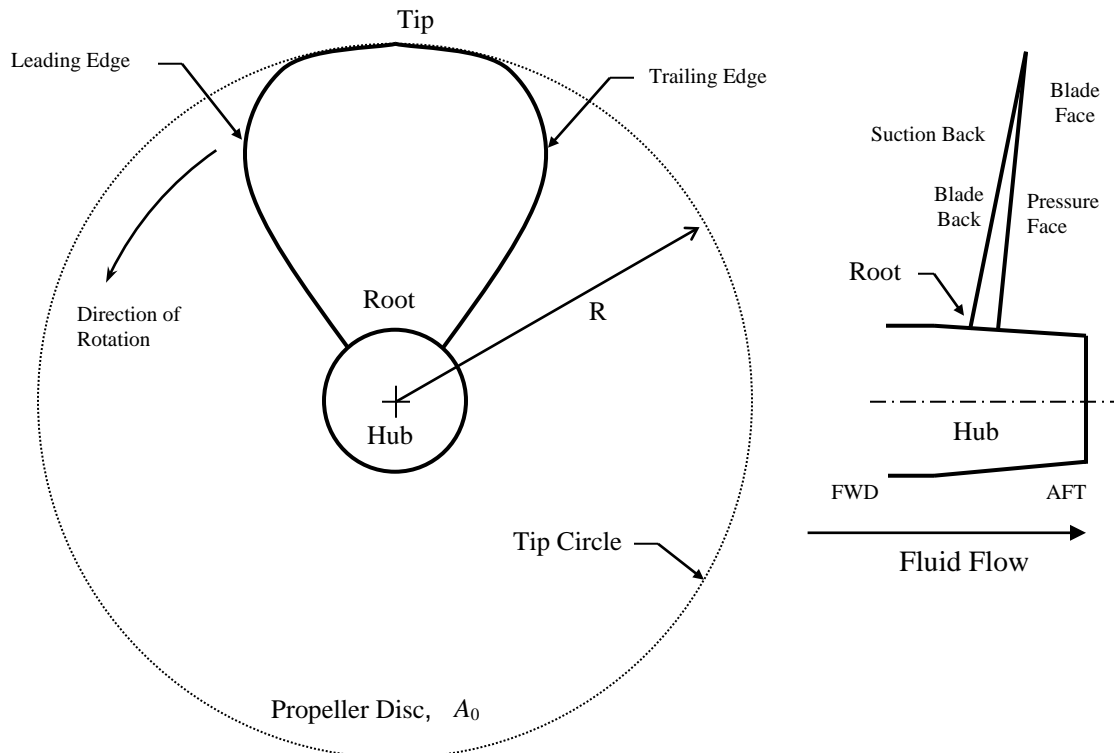 Tip
Leading Edge
Trailing Edge
Direction of
Rotation
Root
R
Hub
Tip Circle
Propeller Disc, A₀
Blade
Face
Suction Back
Blade
Back
Pressure
Face
Root
Hub
FWD
AFT
Fluid Flow